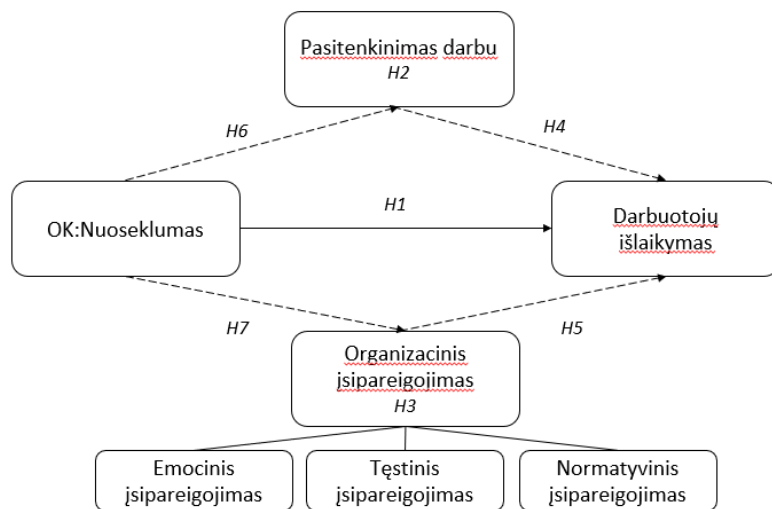 Pasitenkinimas darbu
H2
H6
H4
OK:Nuoseklumas
H1
Darbuotojų
išlaikymas
H7
H5
Organizacinis
įsipareigojimas
H3
Emocinis
įsipareigojimas
Tęstinis
įsipareigojimas
Normatyvinis
įsipareigojimas